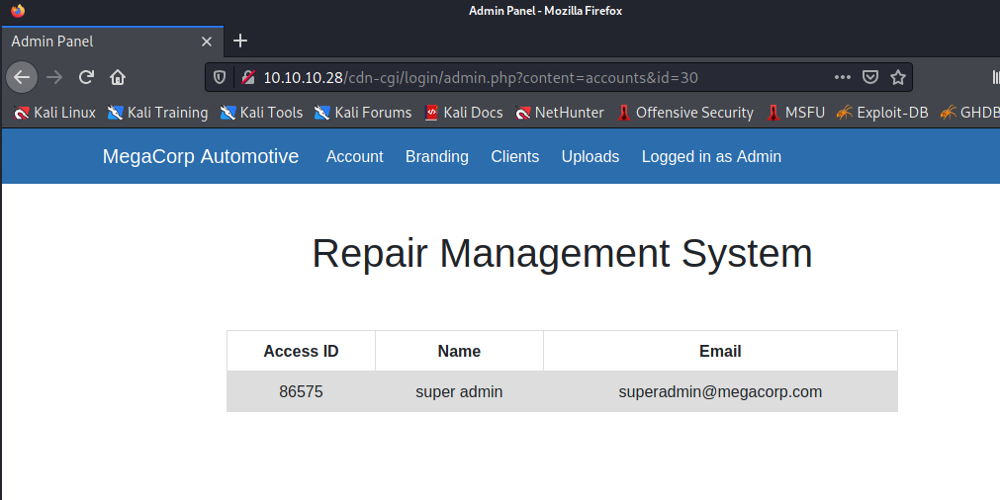 Admin Panel - Mozilla Firefox
Admin Panel
10.10.10.28/cdn-cgi/login/admin.php?content=accounts&id=30
Kali Linux Kali Training Kali Tools Kali Forums Kali Docs NetHunter Offensive Security MSFU Exploit-DB GHDB
MegaCorp Automotive Account Branding Clients Uploads Logged in as Admin
Repair Management System
Access ID Name Email
86575 super admin superadmin@megacorp.com